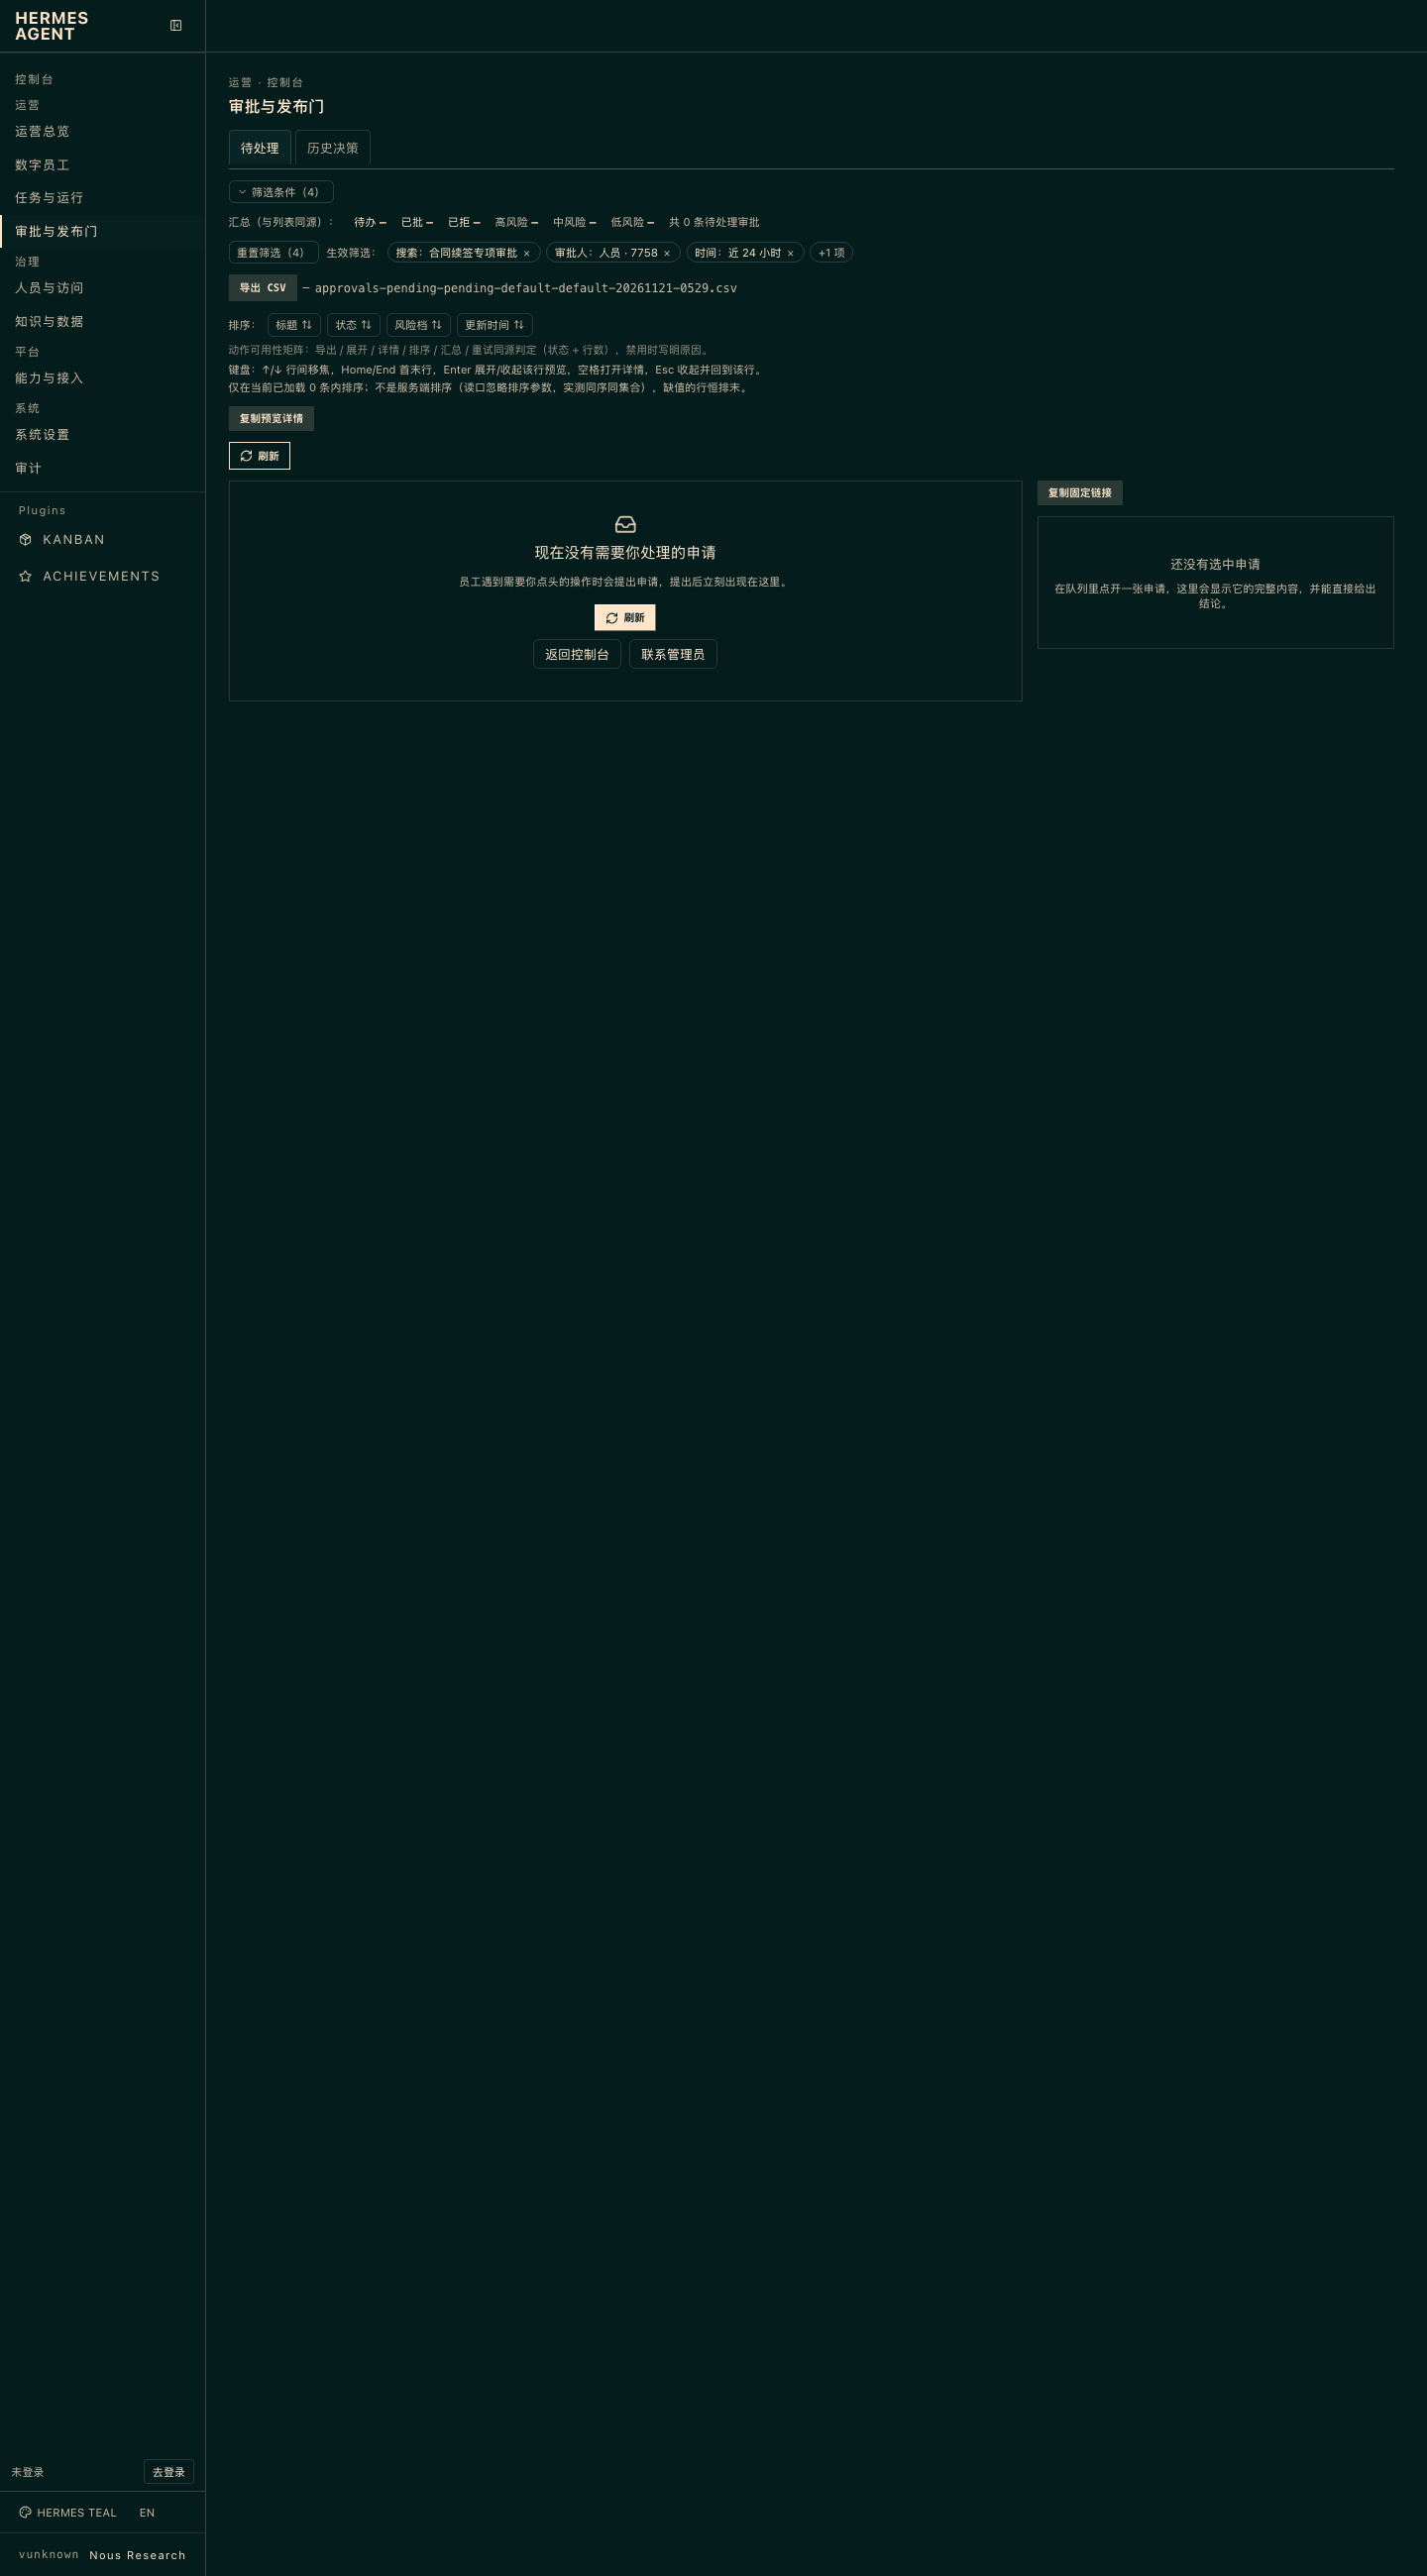 HERMES
AGENT
控制台
运营
运营总览
数字员工
任务与运行
审批与发布门
治理
人员与访问
知识与数据
平台
能力与接入
系统
系统设置
审计
Plugins
KANBAN
ACHIEVEMENTS
未登录 去登录
HERMES TEAL EN
vunknown Nous Research
运营 · 控制台
审批与发布门
待处理 历史决策
筛选条件（4）
汇总（与列表同源）： 待办 — 已批 — 已拒 — 高风险 — 中风险 — 低风险 — 共 0 条待处理审批
重置筛选（4） 生效筛选： 搜索：合同续签专项审批 × 审批人：人员 · 7758 × 时间：近 24 小时 × +1 项
导出 CSV — approvals-pending-pending-default-default-20261121-0529.csv
排序： 标题 ⇅ 状态 ⇅ 风险档 ⇅ 更新时间 ⇅
动作可用性矩阵：导出 / 展开 / 详情 / 排序 / 汇总 / 重试同源判定（状态 + 行数），禁用时写明原因。
键盘：↑/↓ 行间移焦，Home/End 首末行，Enter 展开/收起该行预览，空格打开详情，Esc 收起并回到该行。
仅在当前已加载 0 条内排序；不是服务端排序（读口忽略排序参数，实测同序同集合），缺值的行恒排末。
复制预览详情
刷新
现在没有需要你处理的申请
员工遇到需要你点头的操作时会提出申请，提出后立刻出现在这里。
刷新
返回控制台 联系管理员
复制固定链接
还没有选中申请
在队列里点开一张申请，这里会显示它的完整内容，并能直接给出
结论。